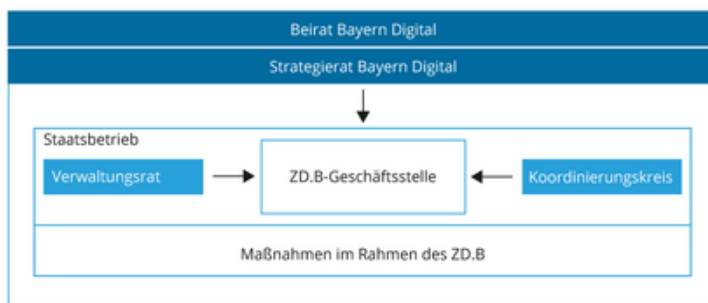 Beirat Bayern Digital
Strategierat Bayern Digital
Staatsbetrieb
Verwaltungsrat
ZD.B-Geschäftsstelle
Koordinierungskreis
Maßnahmen im Rahmen des ZD.B